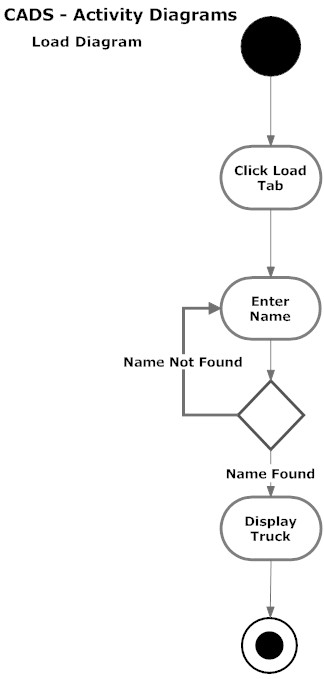 CADS - Activity Diagrams
Load Diagram
Click Load
Tab
Enter
Name
Name Not Found
Name Found
Display
Truck